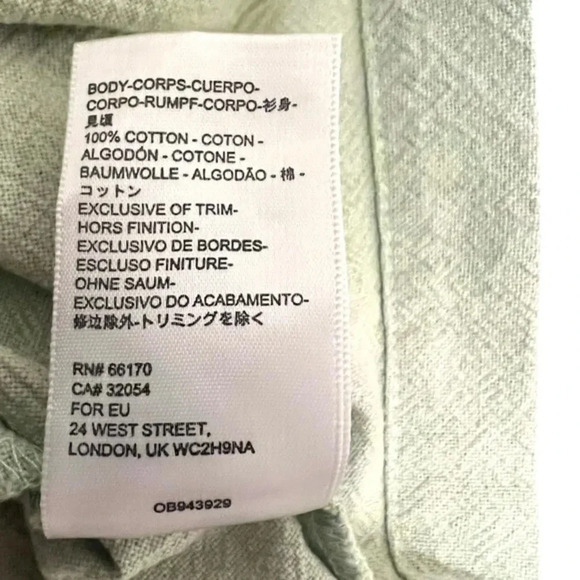 BODY-CORPS-CUERPO-
CORPO-RUMPF-CORPO-衫身-
見頃
100% COTTON - COTON -
ALGODÓN - COTONE -
BAUMWOLLE - ALGODÃO - 棉 -
コットン
EXCLUSIVE OF TRIM-
HORS FINITION-
EXCLUSIVO DE BORDES-
ESCLUSO FINITURE-
OHNE SAUM-
EXCLUSIVO DO ACABAMENTO-
修边除外-トリミングを除く
RN# 66170
CA# 32054
FOR EU
24 WEST STREET,
LONDON, UK WC2H9NA
OB943929